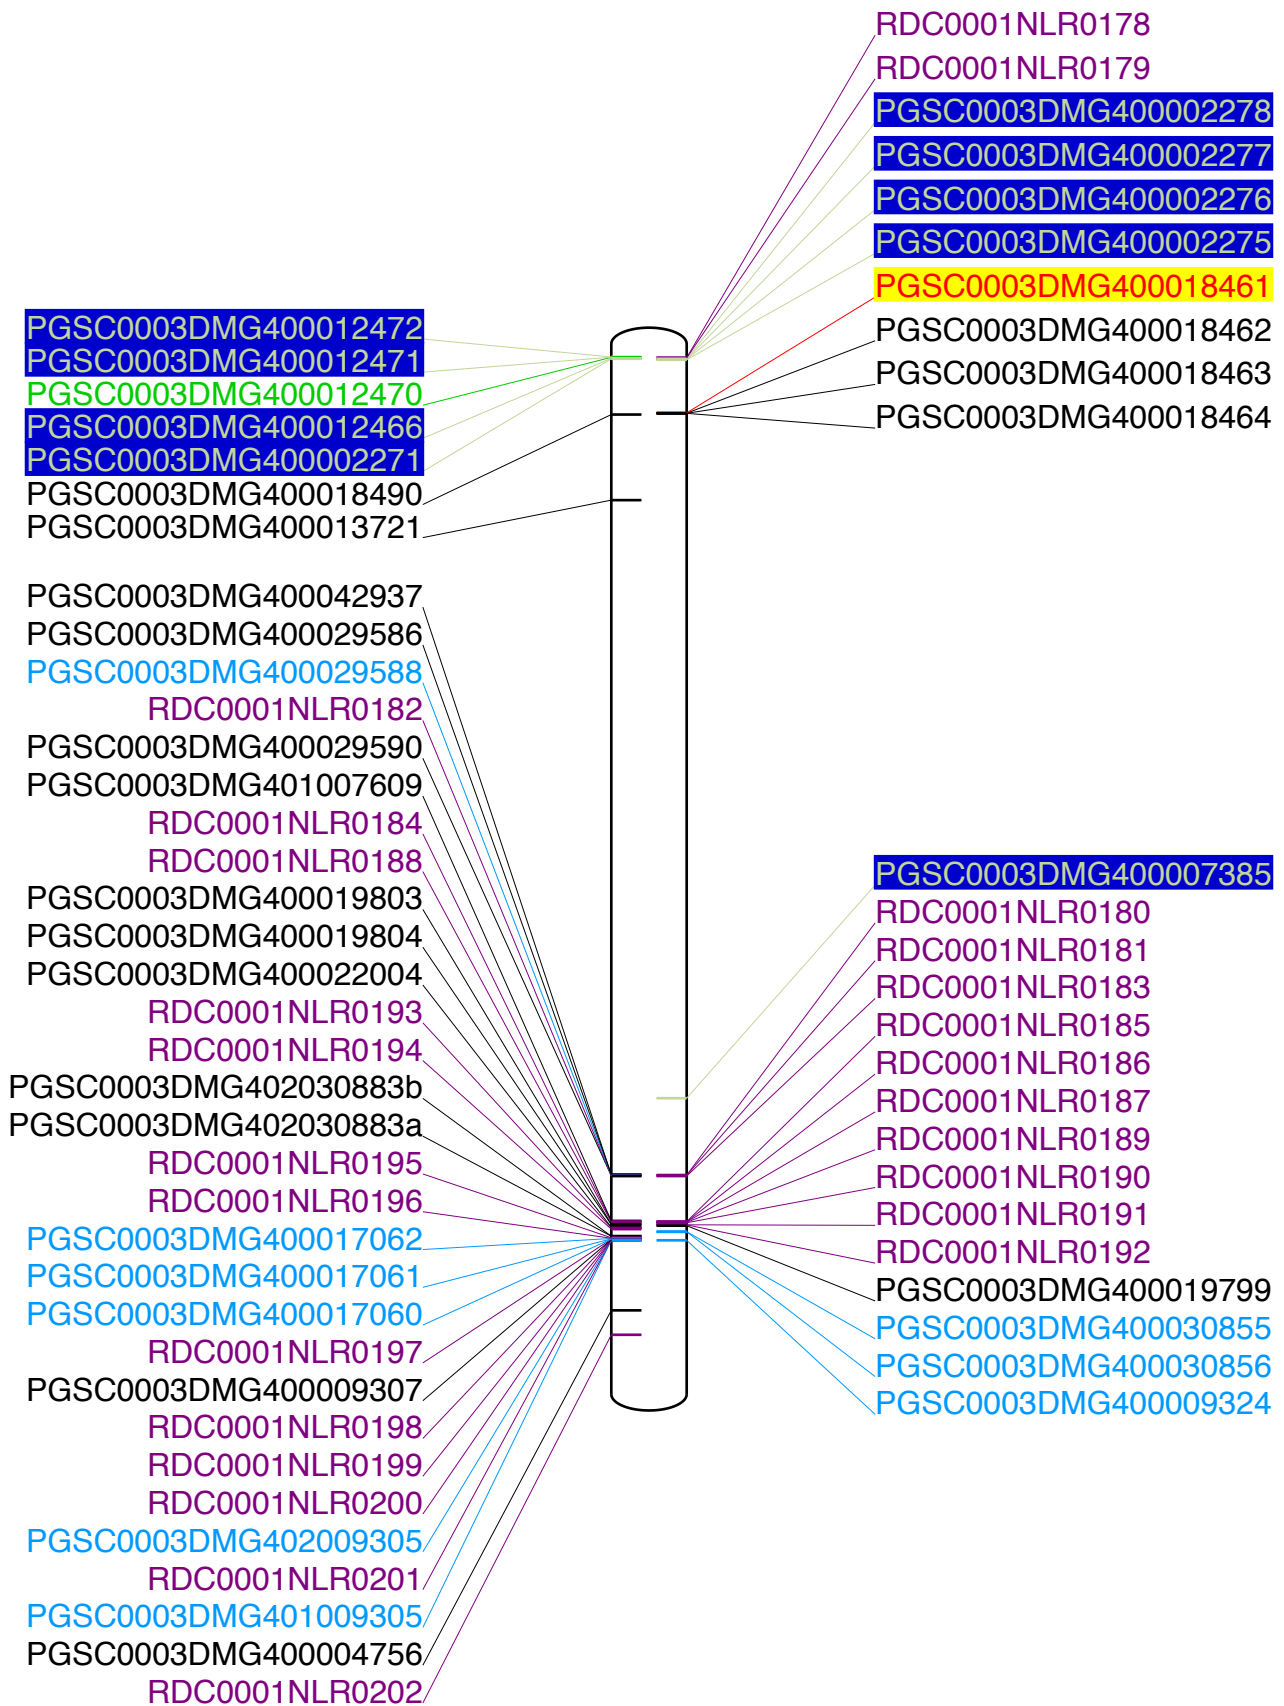 RDC0001NLR0178
RDC0001NLR0179
PGSC0003DMG400002278
PGSC0003DMG400002277
PGSC0003DMG400002276
PGSC0003DMG400002275
PGSC0003DMG400018461
PGSC0003DMG400018462
PGSC0003DMG400018463
PGSC0003DMG400018464
PGSC0003DMG400012472
PGSC0003DMG400012471
PGSC0003DMG400012470
PGSC0003DMG400012466
PGSC0003DMG400002271
PGSC0003DMG400018490
PGSC0003DMG400013721
PGSC0003DMG400042937
PGSC0003DMG400029586
PGSC0003DMG400029588
RDC0001NLR0182
PGSC0003DMG400029590
PGSC0003DMG401007609
RDC0001NLR0184
RDC0001NLR0188
PGSC0003DMG400019803
PGSC0003DMG400019804
PGSC0003DMG400022004
RDC0001NLR0193
RDC0001NLR0194
PGSC0003DMG402030883b
PGSC0003DMG402030883a
RDC0001NLR0195
RDC0001NLR0196
PGSC0003DMG400017062
PGSC0003DMG400017061
PGSC0003DMG400017060
RDC0001NLR0197
PGSC0003DMG400009307
RDC0001NLR0198
RDC0001NLR0199
RDC0001NLR0200
PGSC0003DMG402009305
RDC0001NLR0201
PGSC0003DMG401009305
PGSC0003DMG400004756
RDC0001NLR0202
PGSC0003DMG400007385
RDC0001NLR0180
RDC0001NLR0181
RDC0001NLR0183
RDC0001NLR0185
RDC0001NLR0186
RDC0001NLR0187
RDC0001NLR0189
RDC0001NLR0190
RDC0001NLR0191
RDC0001NLR0192
PGSC0003DMG400019799
PGSC0003DMG400030855
PGSC0003DMG400030856
PGSC0003DMG400009324